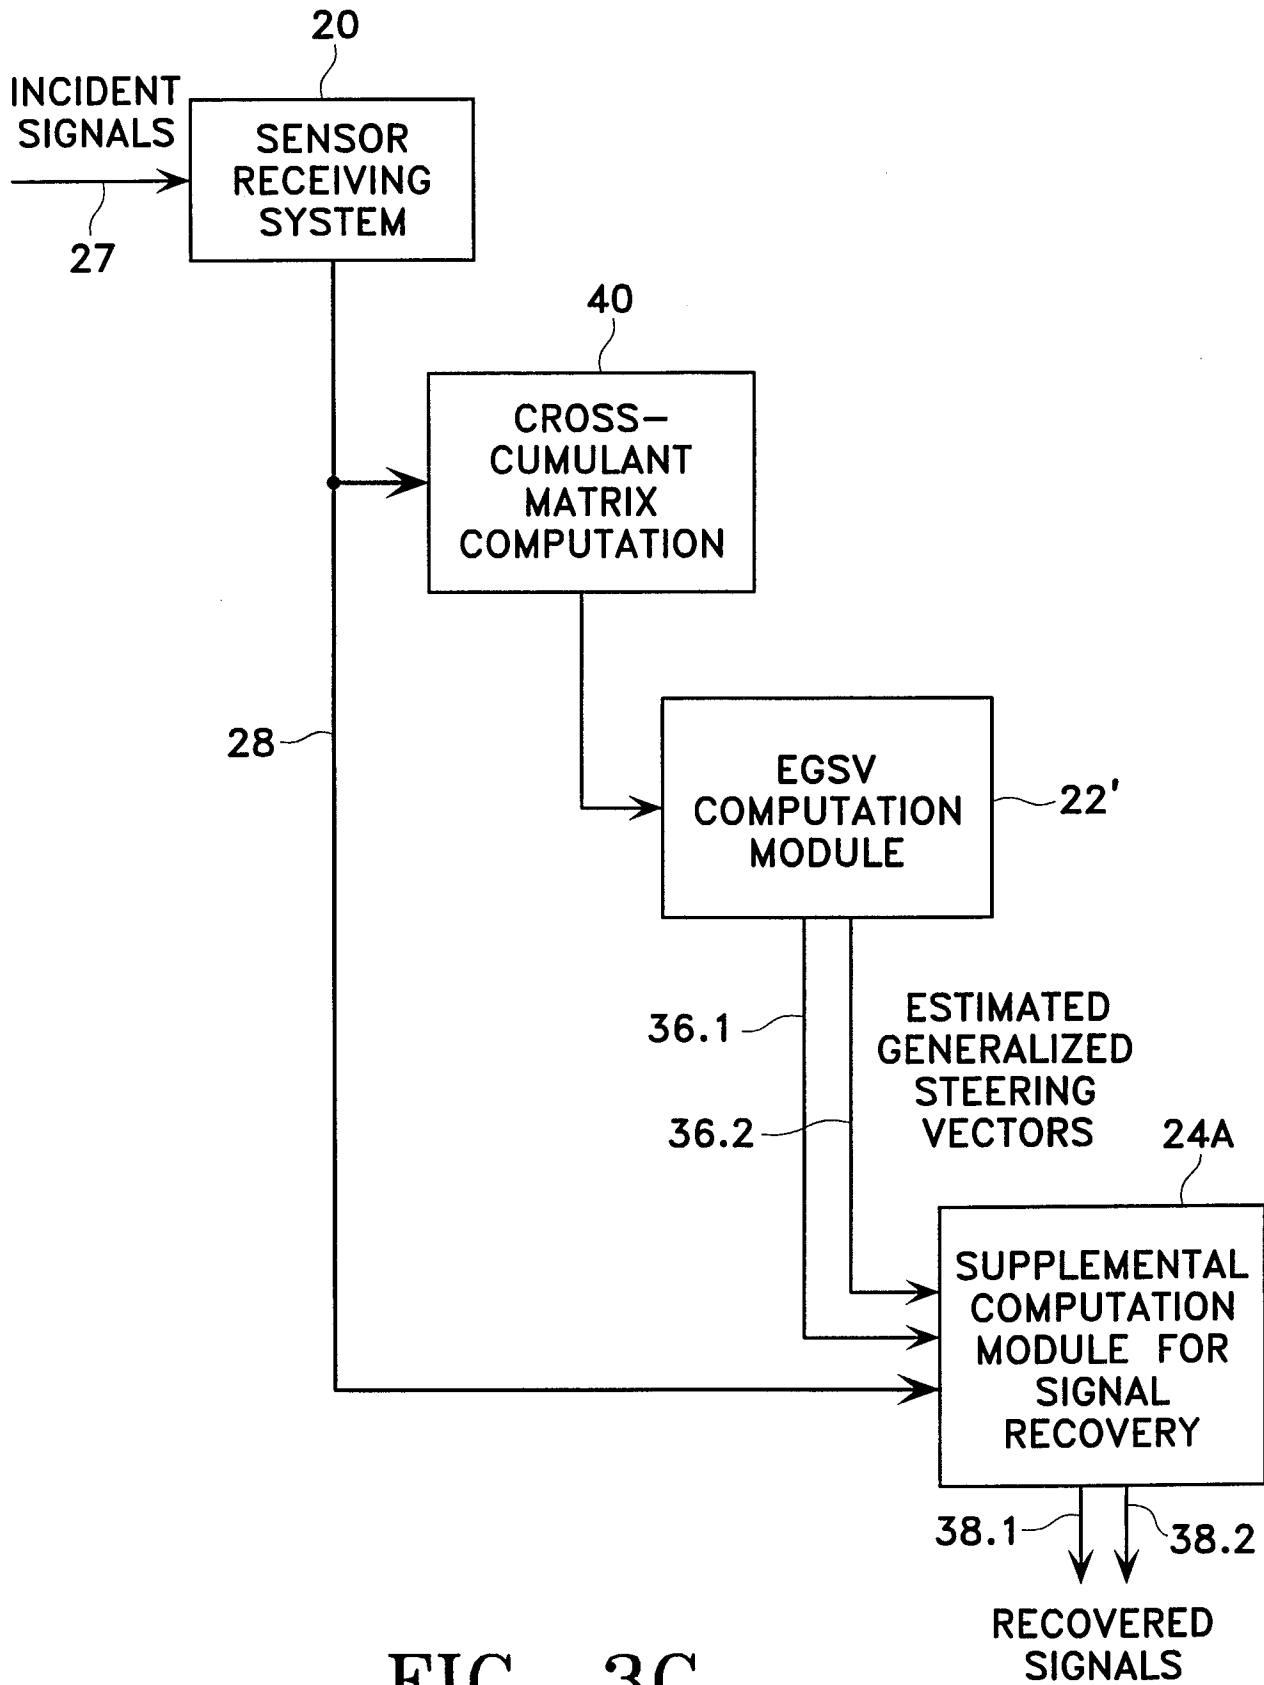 20
INCIDENT
SIGNALS
SENSOR
RECEIVING
SYSTEM
27
40
CROSS-
CUMULANT
MATRIX
COMPUTATION
28
EGSV
COMPUTATION
MODULE
22'
36.1
ESTIMATED
GENERALIZED
STEERING
VECTORS
36.2
24A
SUPPLEMENTAL
COMPUTATION
MODULE FOR
SIGNAL
RECOVERY
38.1
38.2
RECOVERED
SIGNALS
FIG. 3C